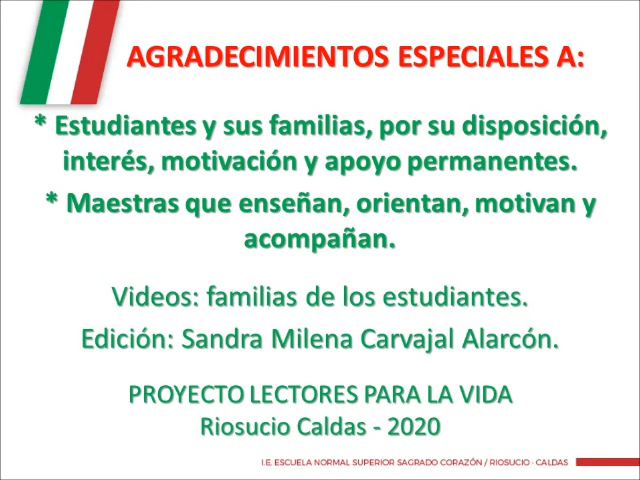 AGRADECIMIENTOS ESPECIALES A:
* Estudiantes y sus familias, por su disposición,
interés, motivación y apoyo permanentes.
* Maestras que enseñan, orientan, motivan y
acompañan.
Videos: familias de los estudiantes.
Edición: Sandra Milena Carvajal Alarcón.
PROYECTO LECTORES PARA LA VIDA
Riosucio Caldas - 2020
I.E. ESCUELA NORMAL SUPERIOR SAGRADO CORAZÓN / RIOSUCIO - CALDAS